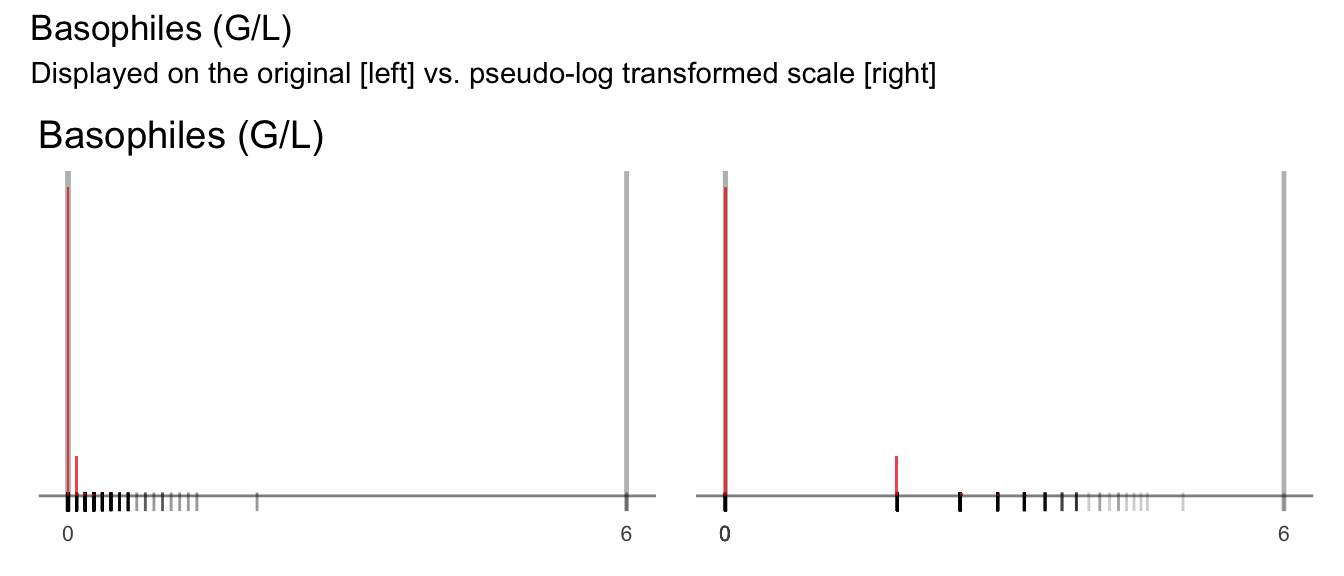 Basophiles (G/L)
Displayed on the original [left] vs. pseudo-log transformed scale [right]
Basophiles (G/L)
0 6 0 6